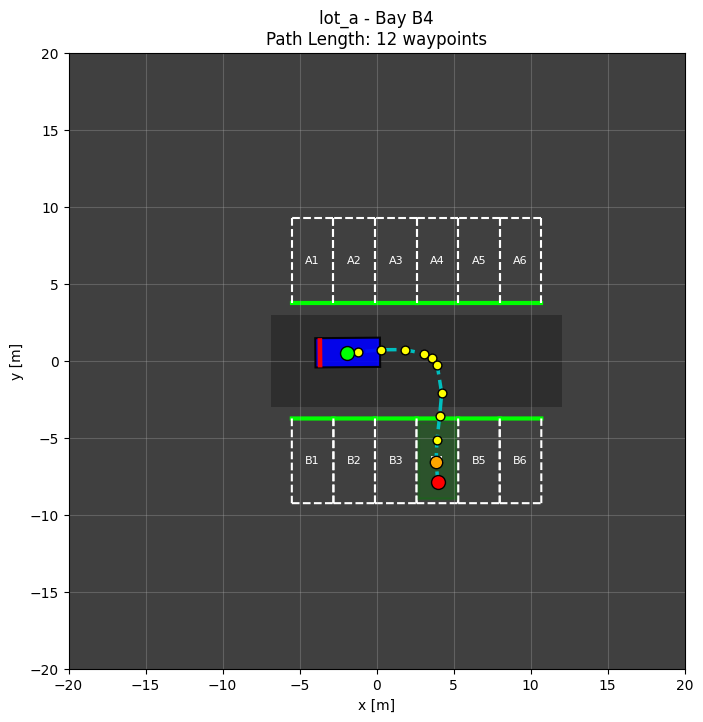 lot_a - Bay B4
Path Length: 12 waypoints
20
15
10
5
0
−5
−10
−15
−20
y [m]
A1 A2 A3 A4 A5 A6
B1 B2 B3 B5 B6
−20 −15 −10 −5 0 5 10 15 20
x [m]